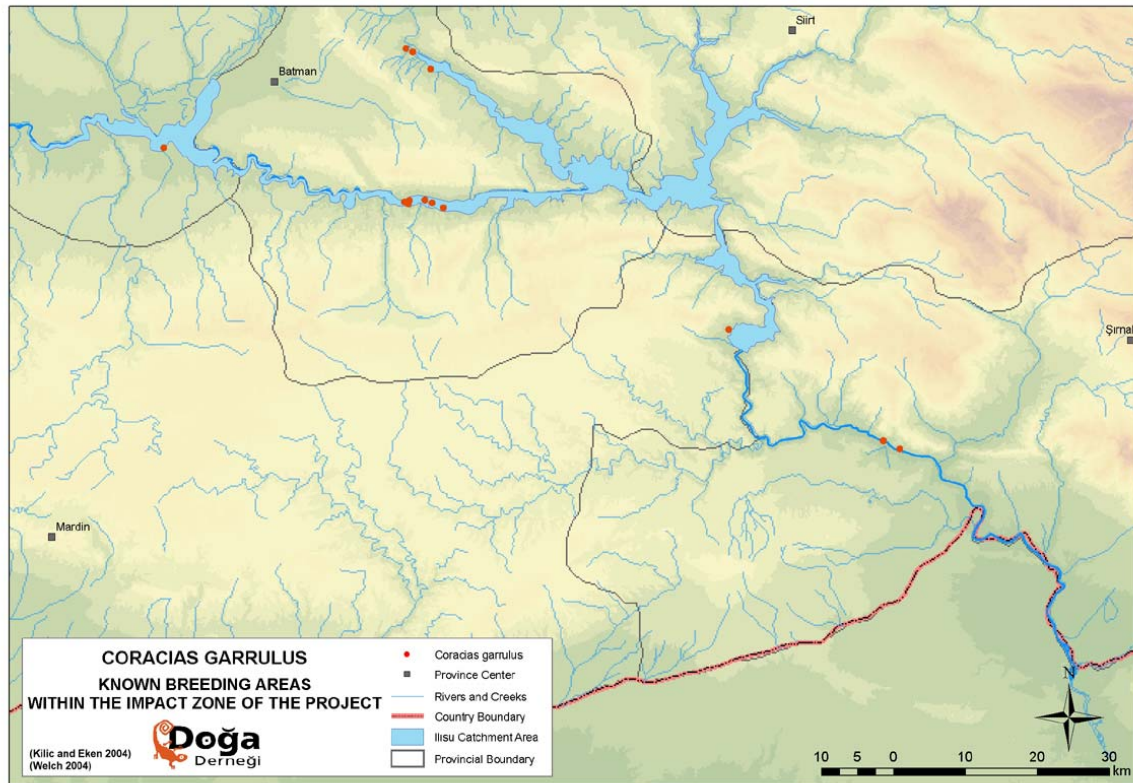 Siirt
Batman
Şırnak
Mardin
CORACIAS GARRULUS
KNOWN BREEDING AREAS
WITHIN THE IMPACT ZONE OF THE PROJECT
(Kilic and Eken 2004)
(Welch 2004)
Doğa
Derneği
Coracias garrulus
Province Center
Rivers and Creeks
Country Boundary
Ilısu Catchment Area
Provincial Boundary
N
10 5 0 10 20 30
km